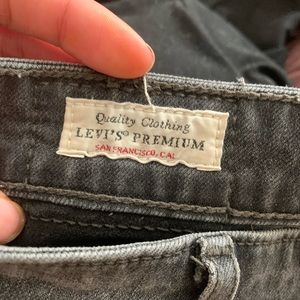 Quality Clothing
LEVI'S® PREMIUM
SAN FRANCISCO, CAL